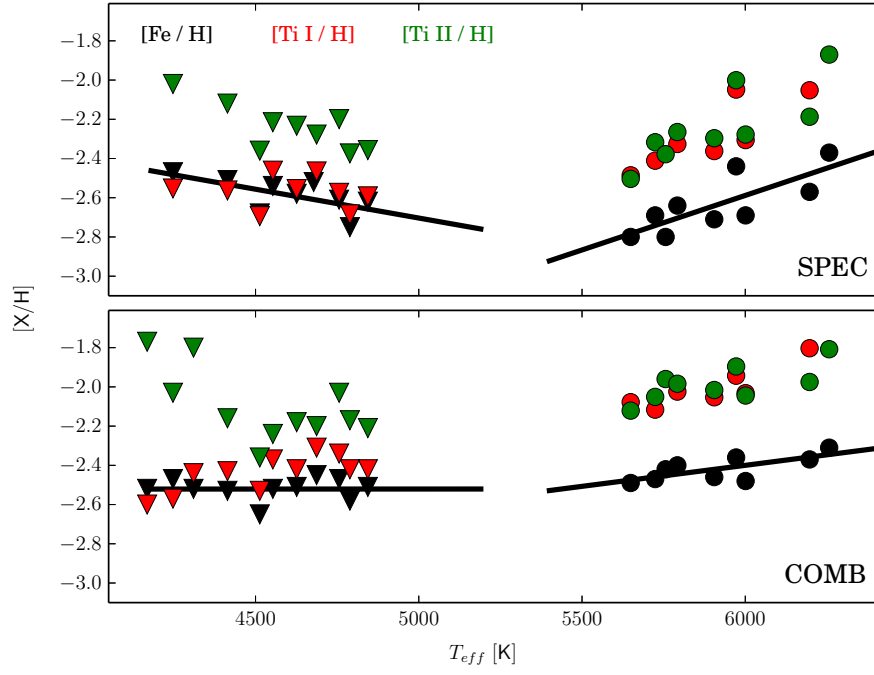 [Fe / H] [Ti I / H] [Ti II / H]
−1.8
−2.0
−2.2
−2.4
−2.6
−2.8
−3.0
SPEC
[X/H]
−1.8
−2.0
−2.2
−2.4
−2.6
−2.8
−3.0
COMB
4500 5000 5500 6000
T_eff [K]